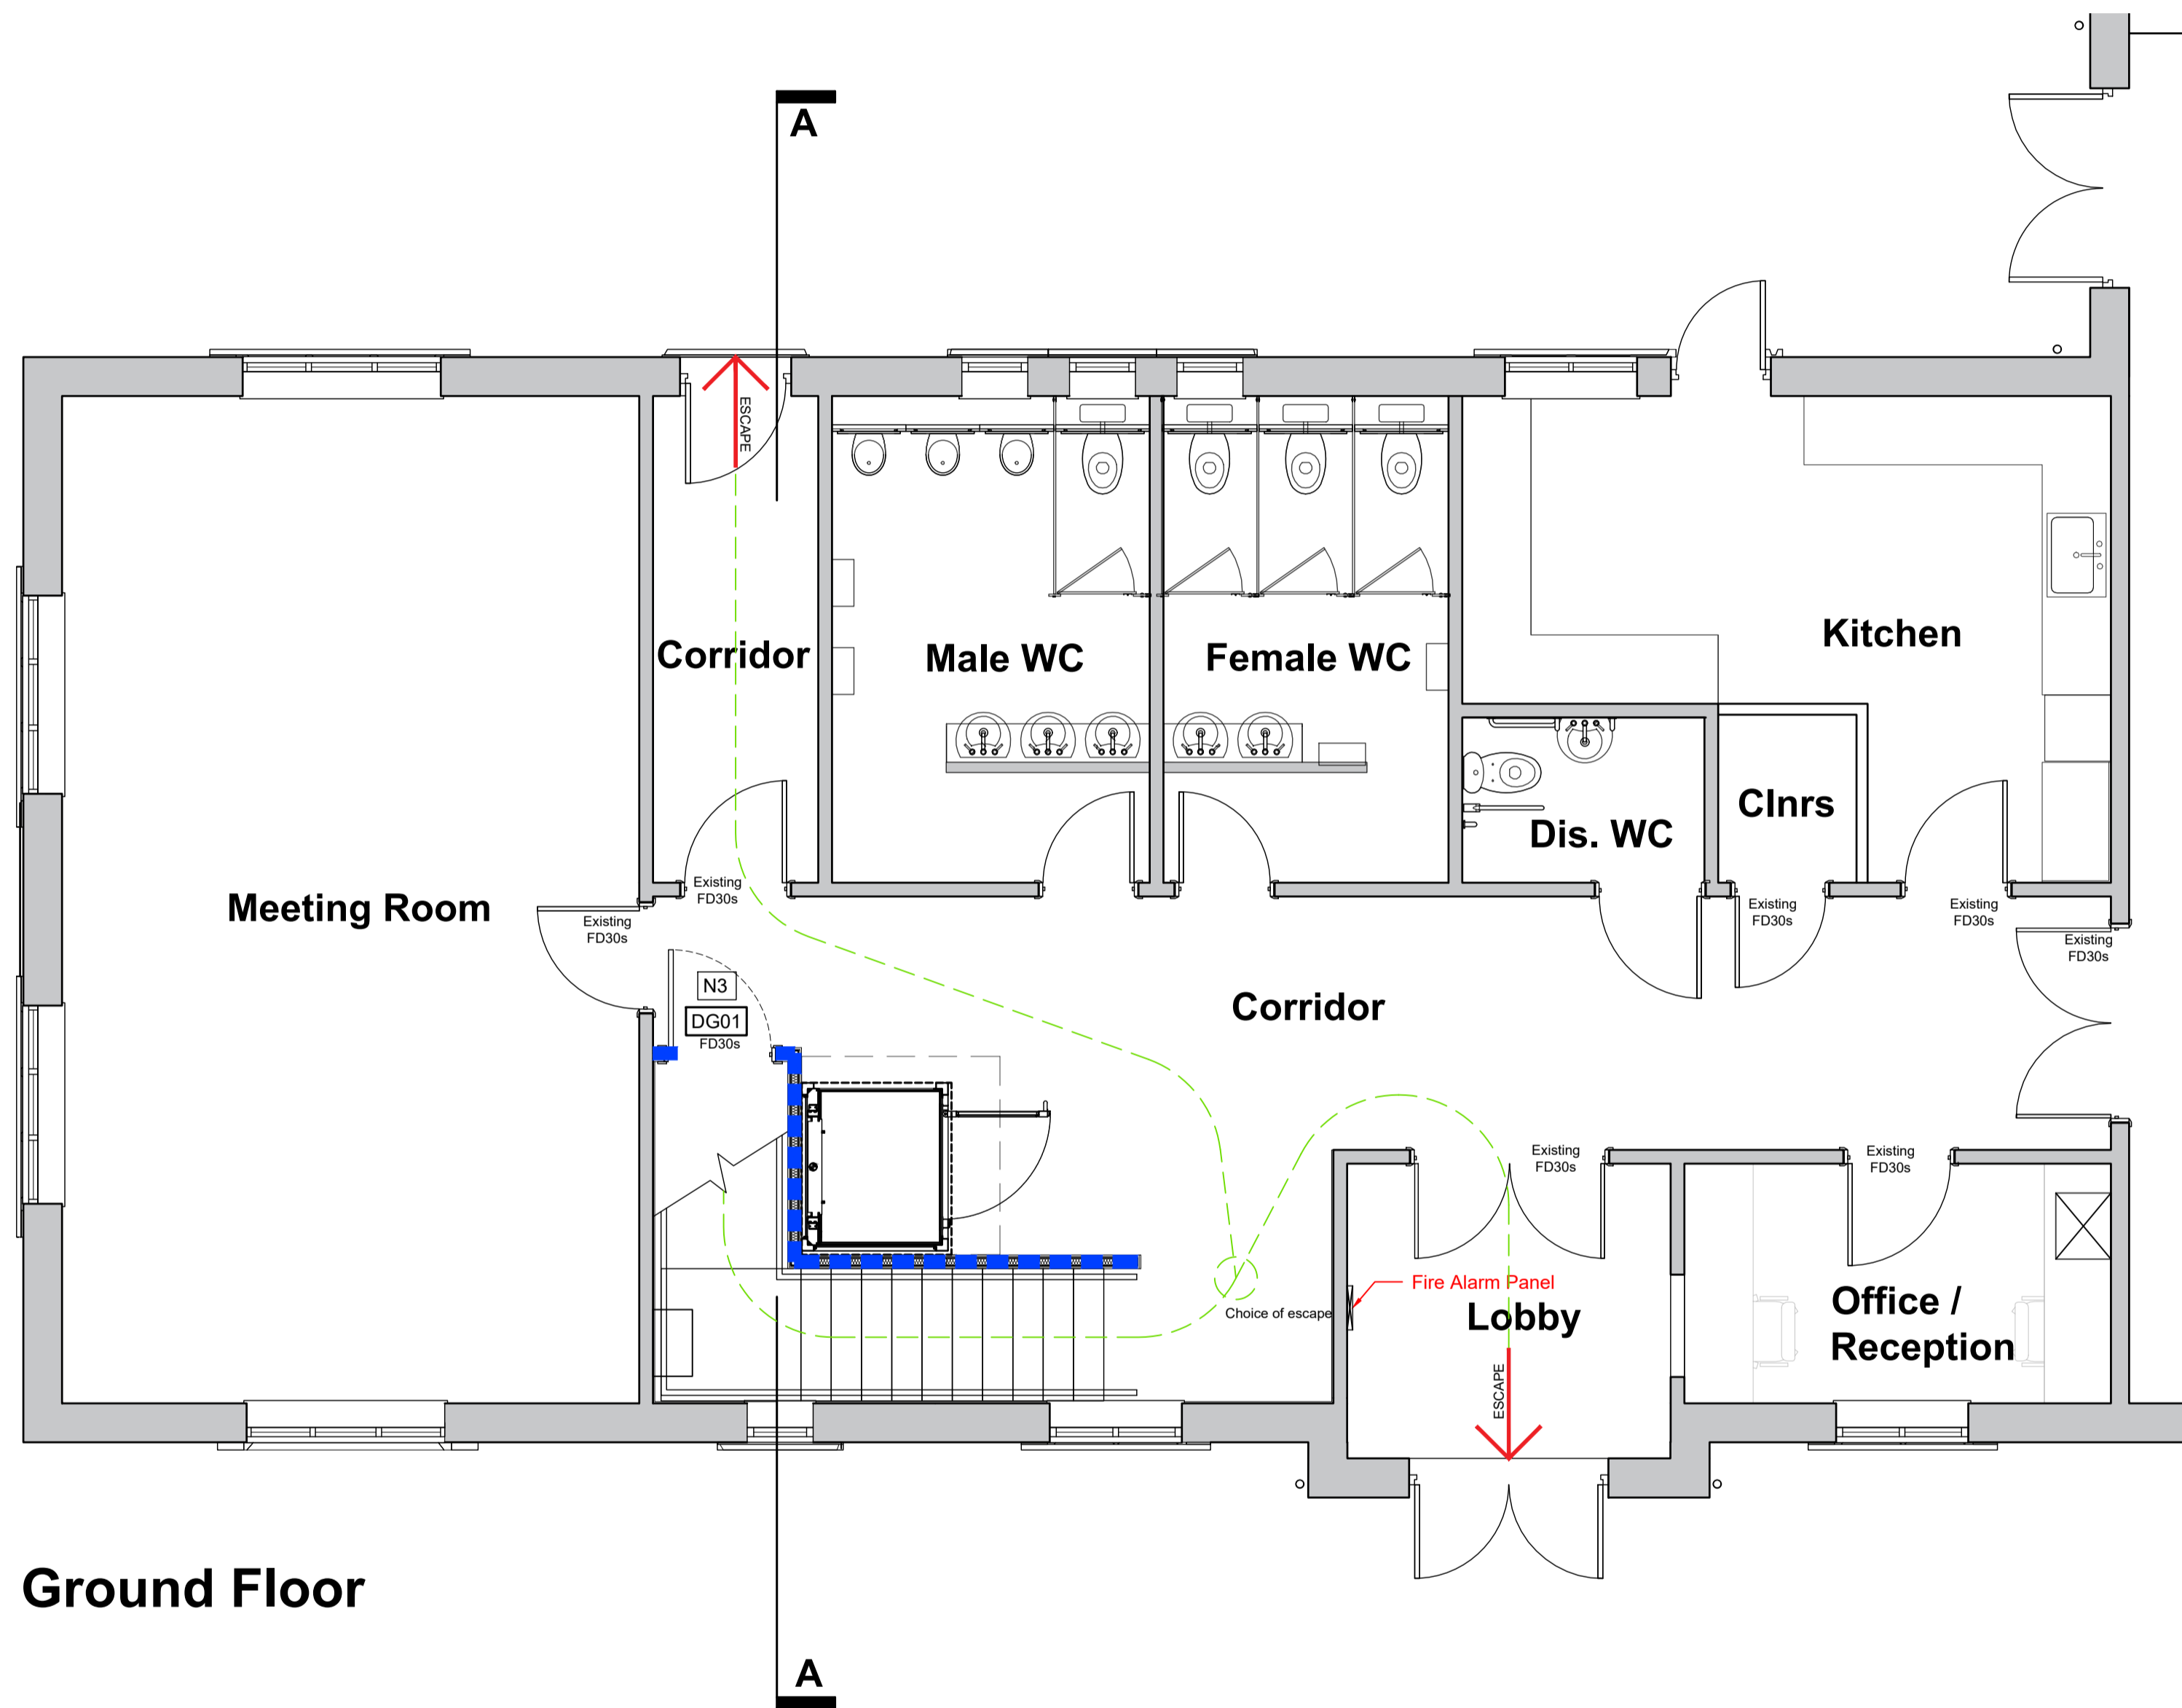 A
ESCAPE
Corridor
Male WC
Female WC
Kitchen
Clnrs
Dis. WC
Meeting Room
Existing
FD30s
Existing
FD30s
Existing
FD30s
Existing
FD30s
Existing
FD30s
N3
DG01
FD30s
Corridor
Existing
FD30s
Existing
FD30s
Fire Alarm Panel
Choice of escape
Lobby
Office /
Reception
ESCAPE
Ground Floor
A